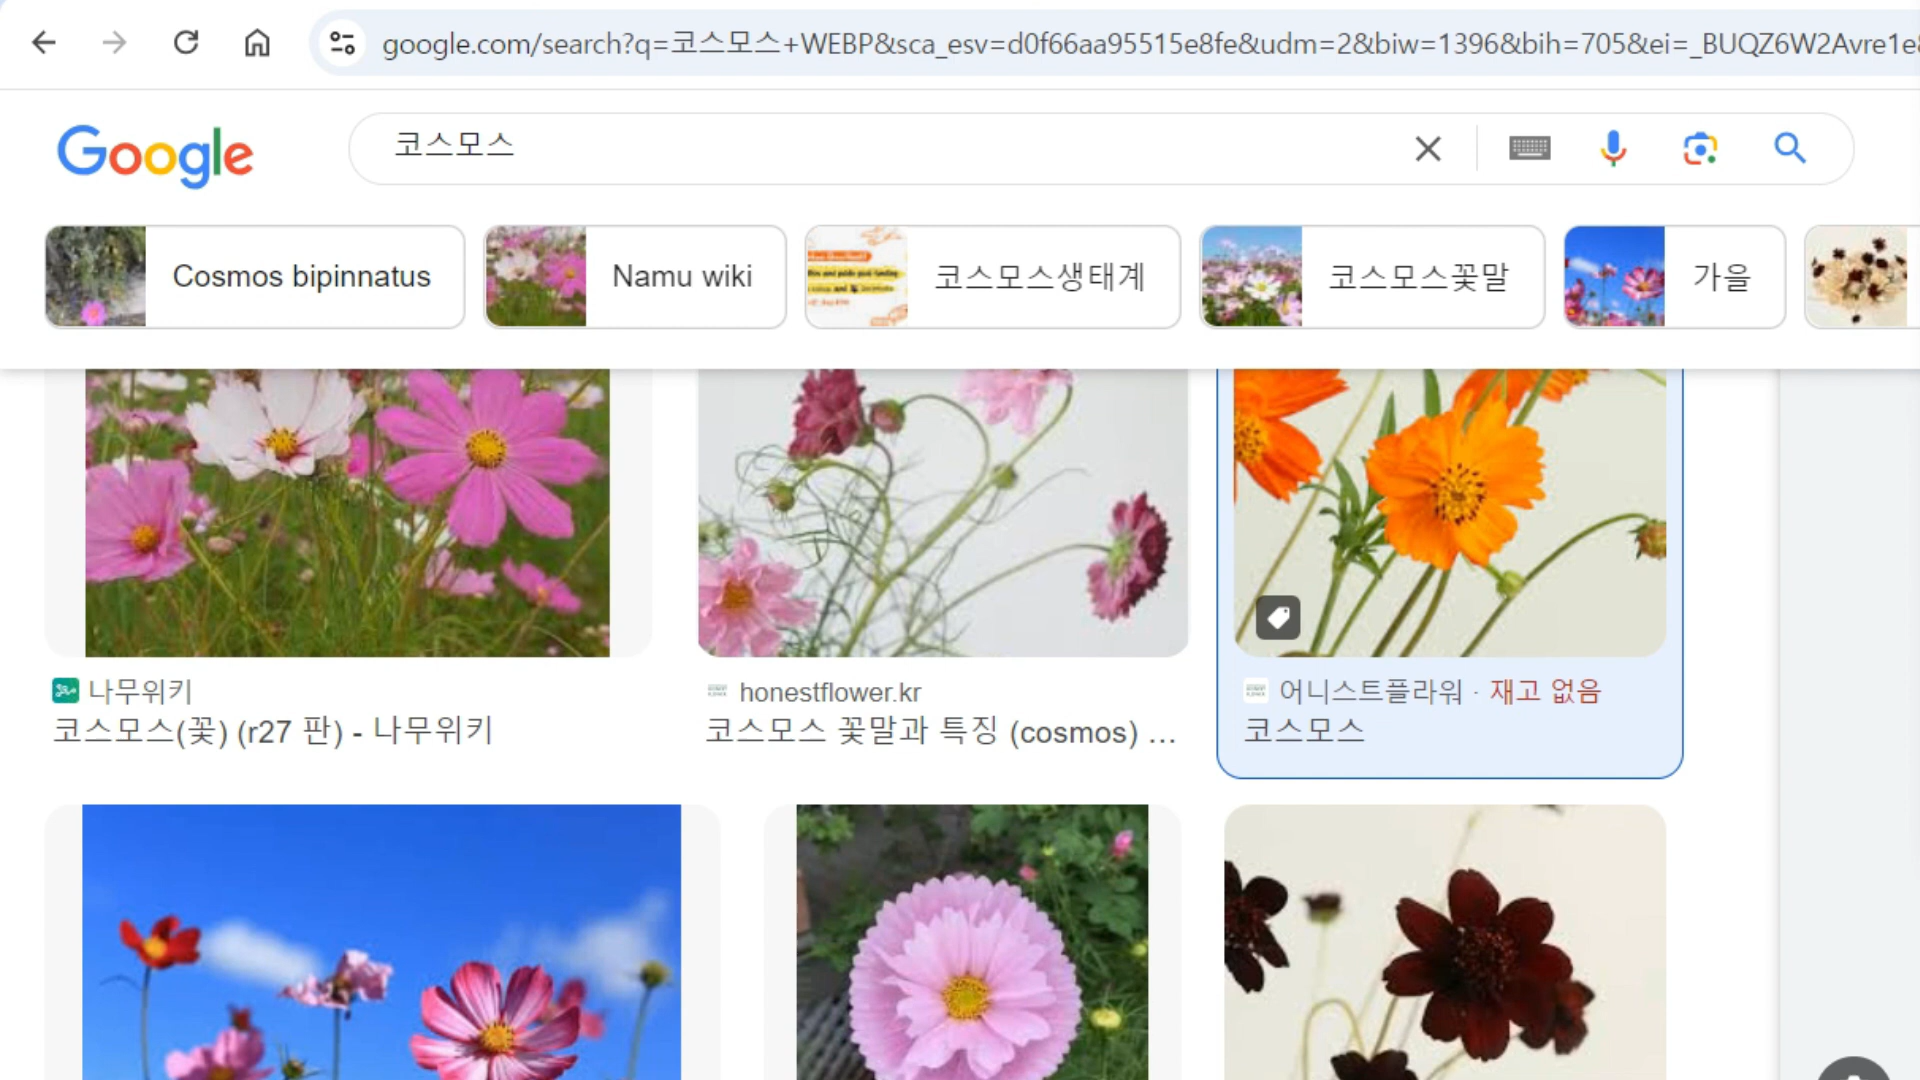 google.com/search?q=코스모스+WEBP&sca_esv=d0f66aa95515e8fe&udm=2&biw=1396&bih=705&ei=_BUQZ6W2Avre1e
Google
코스모스
Cosmos bipinnatus
Namu wiki
코스모스생태계
코스모스꽃말
가을
나무위키
코스모스(꽃) (r27 판) - 나무위키
honestflower.kr
코스모스 꽃말과 특징 (cosmos) ...
어니스트플라워 · 재고 없음
코스모스